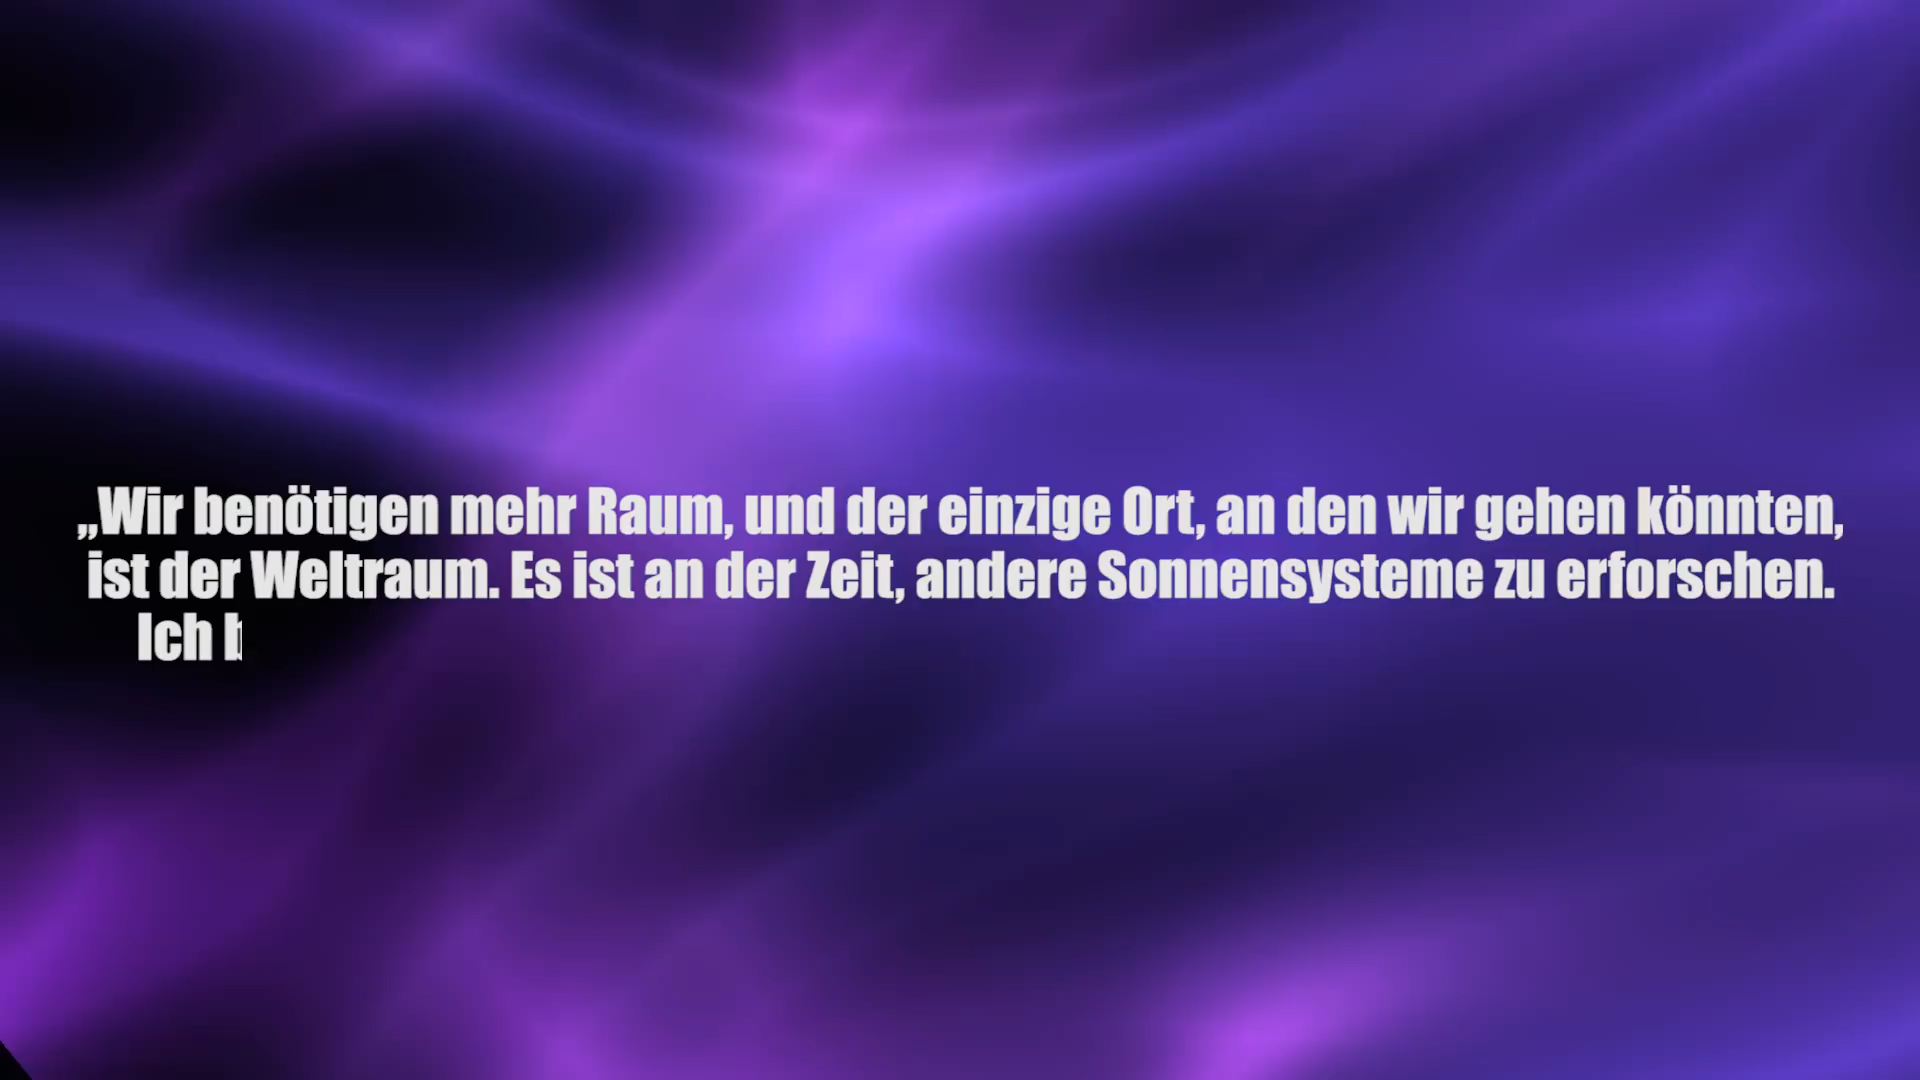 „Wir benötigen mehr Raum, und der einzige Ort, an den wir gehen könnten,
ist der Weltraum. Es ist an der Zeit, andere Sonnensysteme zu erforschen.
Ich